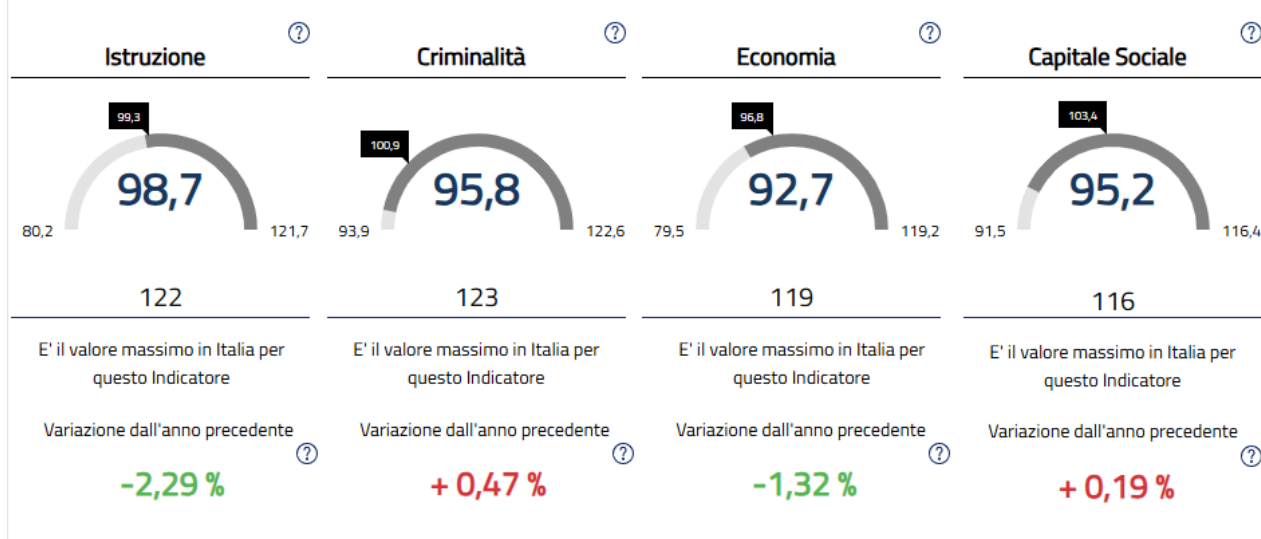 ?
Istruzione
99,3
98,7
80,2
121,7
122
E' il valore massimo in Italia per
questo Indicatore
Variazione dall'anno precedente
?
-2,29 %
?
Criminalità
100,9
95,8
93,9
122,6
123
E' il valore massimo in Italia per
questo Indicatore
Variazione dall'anno precedente
?
+ 0,47 %
?
Economia
96,8
92,7
79,5
119,2
119
E' il valore massimo in Italia per
questo Indicatore
Variazione dall'anno precedente
?
-1,32 %
?
Capitale Sociale
103,4
95,2
91,5
116,4
116
E' il valore massimo in Italia per
questo Indicatore
Variazione dall'anno precedente
?
+ 0,19 %